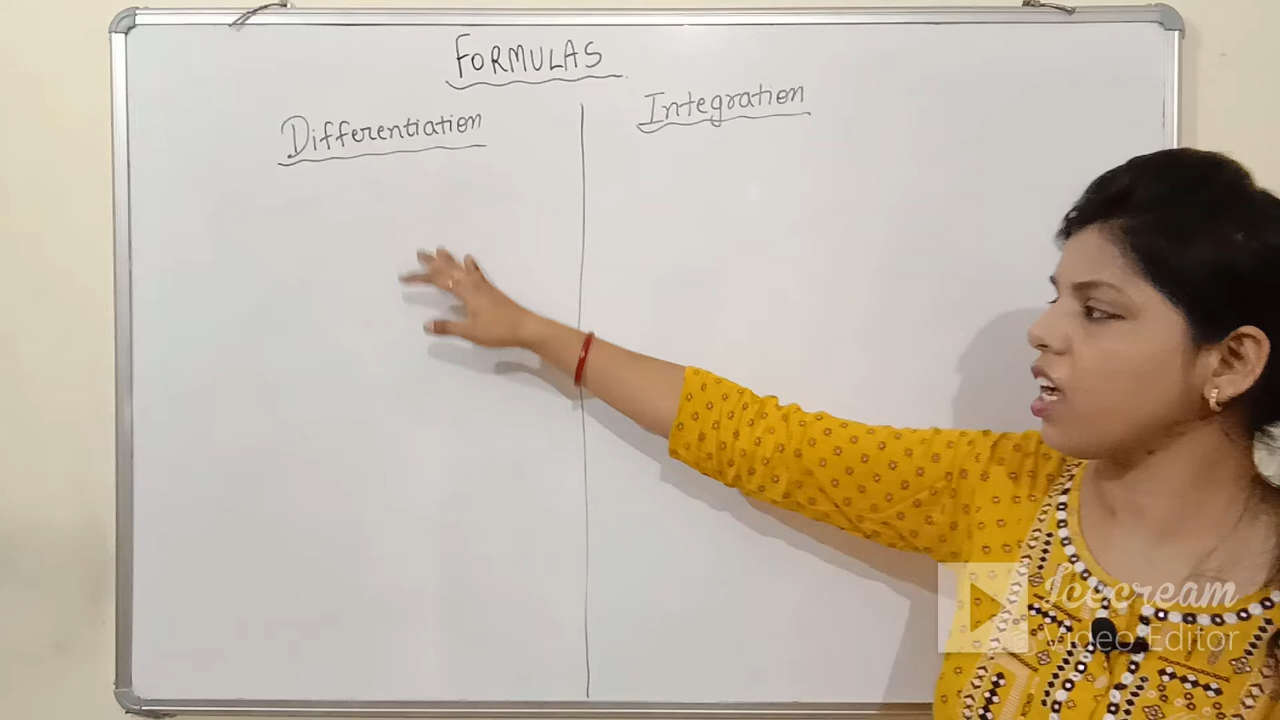 FORMULAS
Differentiation
Integration
Icecream
Video Editor